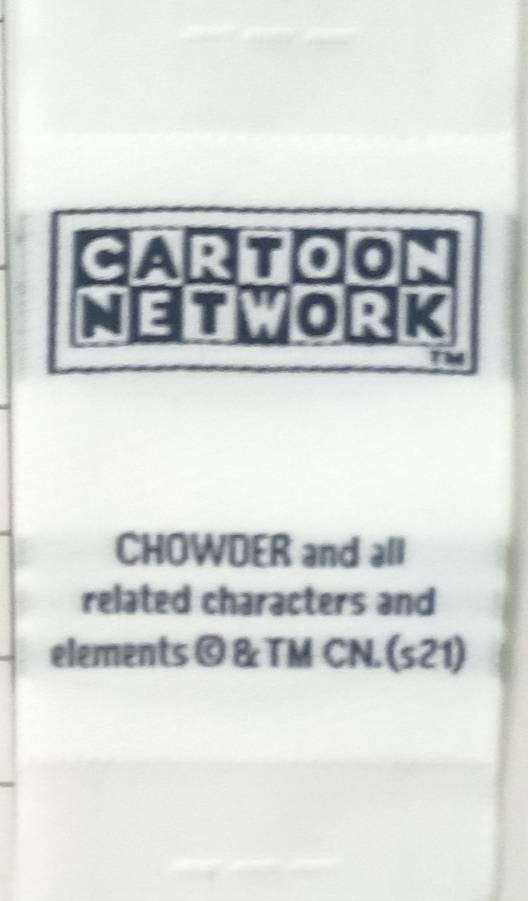 CARTOON
NETWORK
TM
CHOWDER and all
related characters and
elements © & TM CN. (s21)